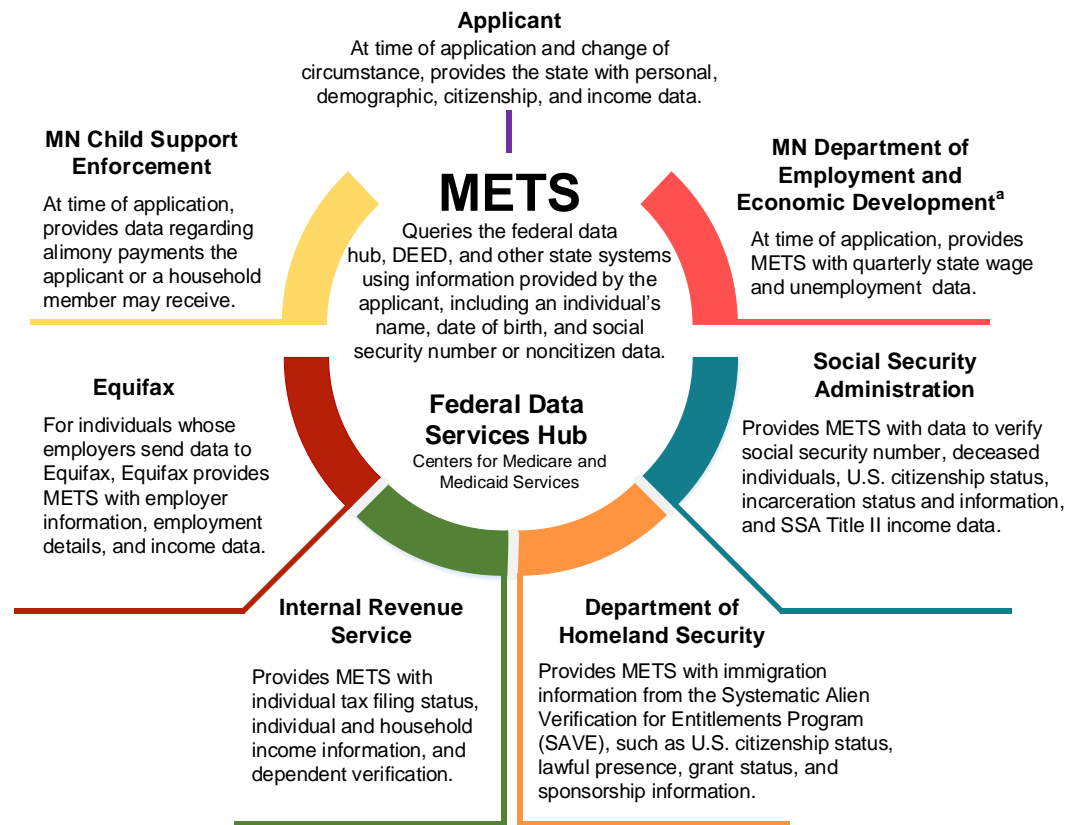 Applicant
At time of application and change of
circumstance, provides the state with personal,
demographic, citizenship, and income data.
MN Child Support
Enforcement
At time of application,
provides data regarding
alimony payments the
applicant or a household
member may receive.
METS
Queries the federal data
hub, DEED, and other state systems
using information provided by the
applicant, including an individual's
name, date of birth, and social
security number or noncitizen data.
MN Department of
Employment and
Economic Developmentᵃ
At time of application, provides
METS with quarterly state wage
and unemployment data.
Equifax
For individuals whose
employers send data to
Equifax, Equifax provides
METS with employer
information, employment
details, and income data.
Federal Data
Services Hub
Centers for Medicare and
Medicaid Services
Social Security
Administration
Provides METS with data to verify
social security number, deceased
individuals, U.S. citizenship status,
incarceration status and information,
and SSA Title II income data.
Internal Revenue
Service
Provides METS with
individual tax filing status,
individual and household
income information, and
dependent verification.
Department of
Homeland Security
Provides METS with immigration
information from the Systematic Alien
Verification for Entitlements Program
(SAVE), such as U.S. citizenship status,
lawful presence, grant status, and
sponsorship information.